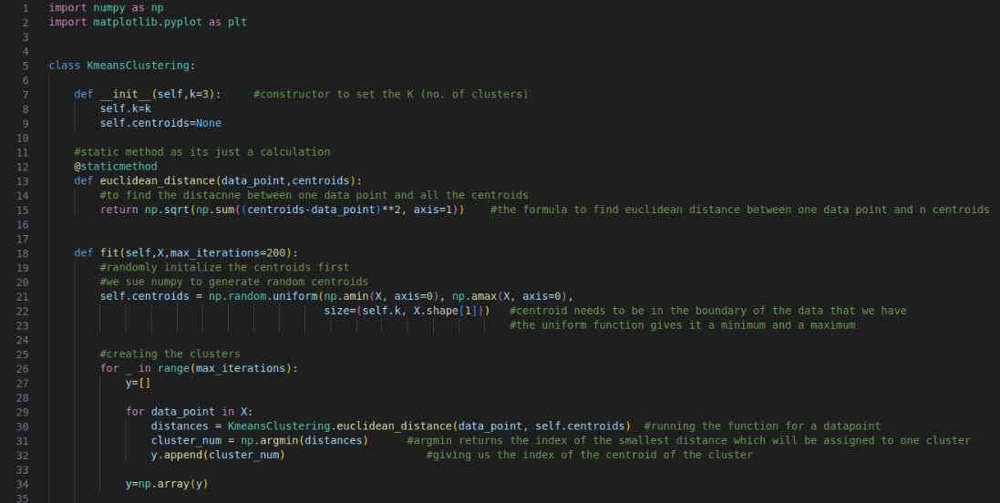 1 import numpy as np
2 import matplotlib.pyplot as plt
3
4
5 class KmeansClustering:
6
7     def __init__(self,k=3):     #constructor to set the K (no. of clusters)
8         self.k=k
9         self.centroids=None
10
11     #static method as its just a calculation
12     @staticmethod
13     def euclidean_distance(data_point,centroids):
14         #to find the distacnne between one data point and all the centroids
15         return np.sqrt(np.sum((centroids-data_point)**2, axis=1))    #the formula to find euclidean distance between one data point and n centroids
16
17
18     def fit(self,X,max_iterations=200):
19         #randomly initalize the centroids first
20         #we sue numpy to generate random centroids
21         self.centroids = np.random.uniform(np.amin(X, axis=0), np.amax(X, axis=0),
22                                            size=(self.k, X.shape[1]))   #centroid needs to be in the boundary of the data that we have
23                                                                         #the uniform function gives it a minimum and a maximum
24
25         #creating the clusters
26         for _ in range(max_iterations):
27             y=[]
28
29             for data_point in X:
30                 distances = KmeansClustering.euclidean_distance(data_point, self.centroids)  #running the function for a datapoint
31                 cluster_num = np.argmin(distances)      #argmin returns the index of the smallest distance which will be assigned to one cluster
32                 y.append(cluster_num)                      #giving us the index of the centroid of the cluster
33
34             y=np.array(y)
35